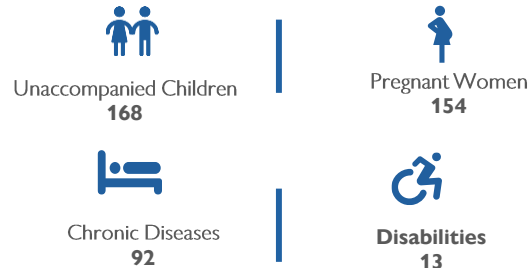 Unaccompanied Children
168
Pregnant Women
154
Chronic Diseases
92
Disabilities
13